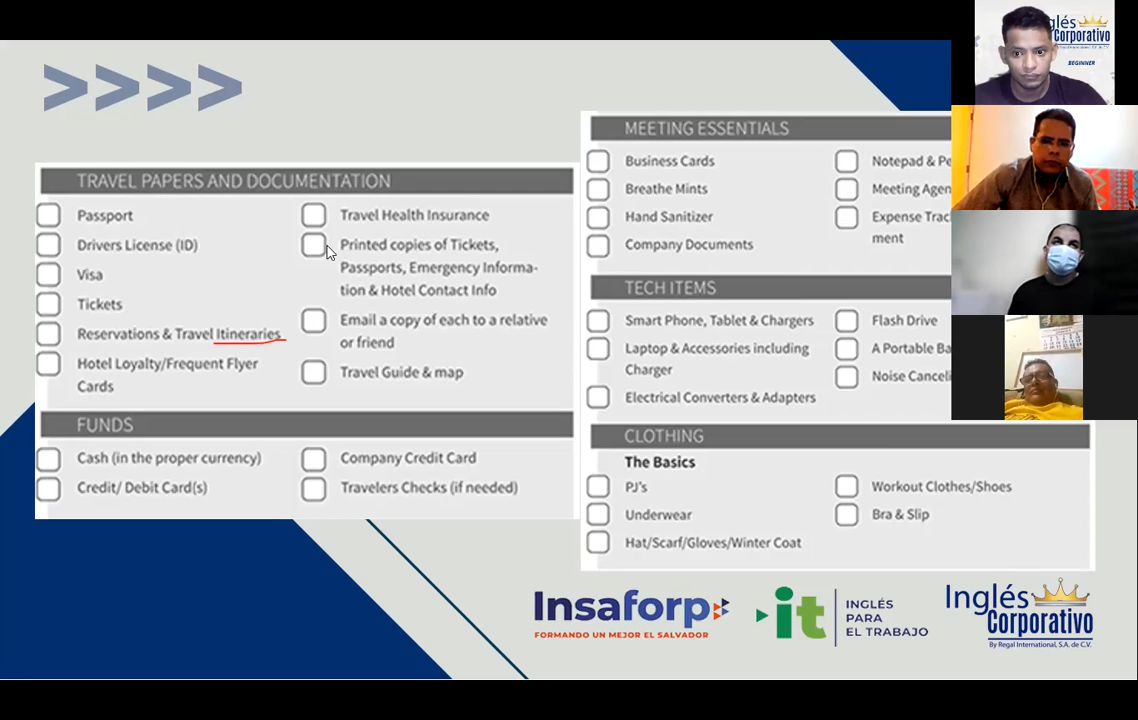 >>>>
TRAVEL PAPERS AND DOCUMENTATION
Passport
Drivers License (ID)
Visa
Tickets
Reservations & Travel Itineraries
Hotel Loyalty/Frequent Flyer
Cards
Travel Health Insurance
Printed copies of Tickets,
Passports, Emergency Informa-
tion & Hotel Contact Info
Email a copy of each to a relative
or friend
Travel Guide & map
FUNDS
Cash (in the proper currency)
Credit/ Debit Card(s)
Company Credit Card
Travelers Checks (if needed)
MEETING ESSENTIALS
Business Cards
Breathe Mints
Hand Sanitizer
Company Documents
Notepad & Pe
Meeting Agen
Expense Trac
ment
TECH ITEMS
Smart Phone, Tablet & Chargers
Laptop & Accessories including
Charger
Electrical Converters & Adapters
Flash Drive
A Portable Ba
Noise Canceli
CLOTHING
The Basics
PJ's
Underwear
Hat/Scarf/Gloves/Winter Coat
Workout Clothes/Shoes
Bra & Slip
Insaforp
FORMANDO UN MEJOR EL SALVADOR
it
INGLÉS
PARA
EL TRABAJO
Inglés
Corporativo
By Regal International, S.A. de C.V.
glés
Corporativo
BEGINNER